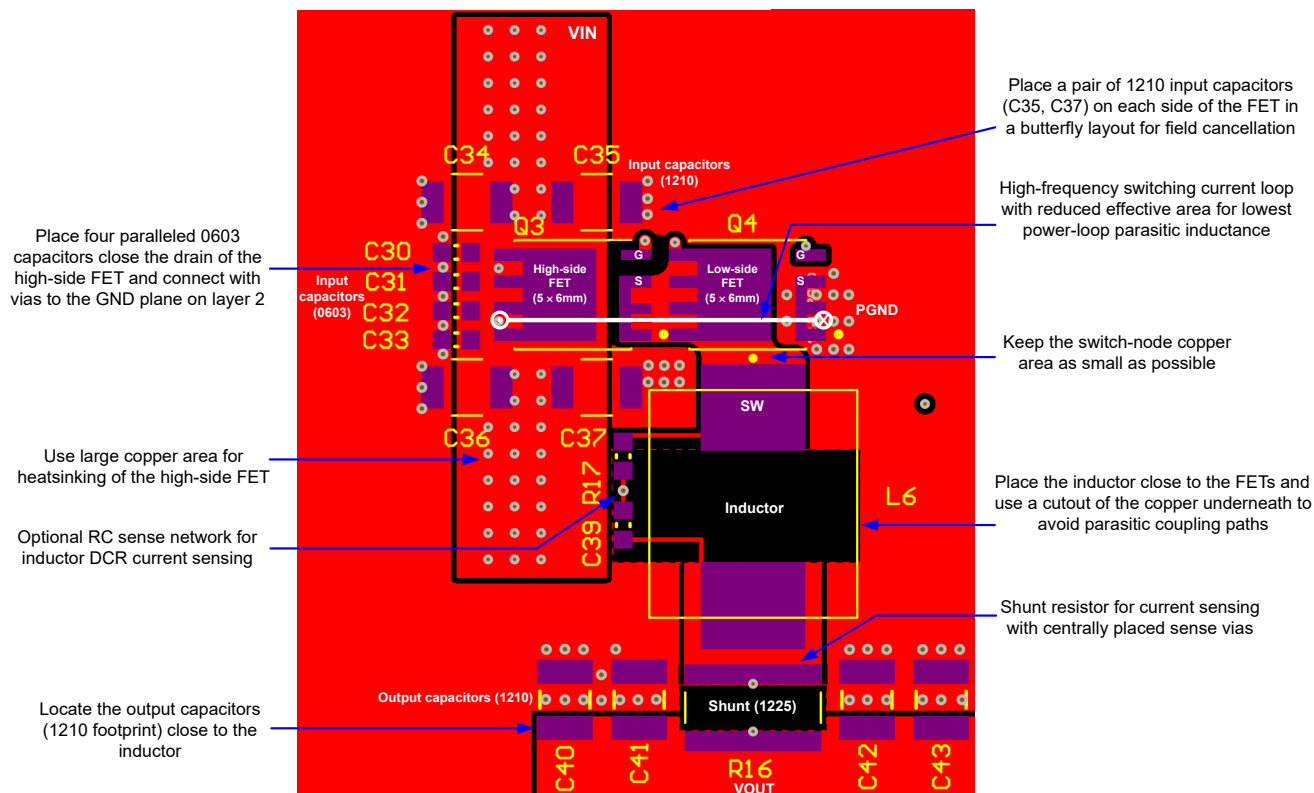 VIN
Place a pair of 1210 input capacitors
(C35, C37) on each side of the FET in
a butterfly layout for field cancellation
C34
C35
Input capacitors
(1210)
High-frequency switching current loop
with reduced effective area for lowest
power-loop parasitic inductance
Q3
Q4
Place four paralleled 0603
capacitors close the drain of the
high-side FET and connect with
vias to the GND plane on layer 2
C30
C31
C32
C33
Input
capacitors
(0603)
High-side
FET
(5 × 6mm)
G
S
Low-side
FET
(5 × 6mm)
G
S
PGND
Keep the switch-node copper
area as small as possible
SW
C36
C37
Use large copper area for
heatsinking of the high-side FET
R17
Inductor
L6
Place the inductor close to the FETs and
use a cutout of the copper underneath to
avoid parasitic coupling paths
Optional RC sense network for
inductor DCR current sensing
C39
Shunt resistor for current sensing
with centrally placed sense vias
Output capacitors (1210)
Shunt (1225)
Locate the output capacitors
(1210 footprint) close to the
inductor
C40
C41
R16
C42
C43
VOUT